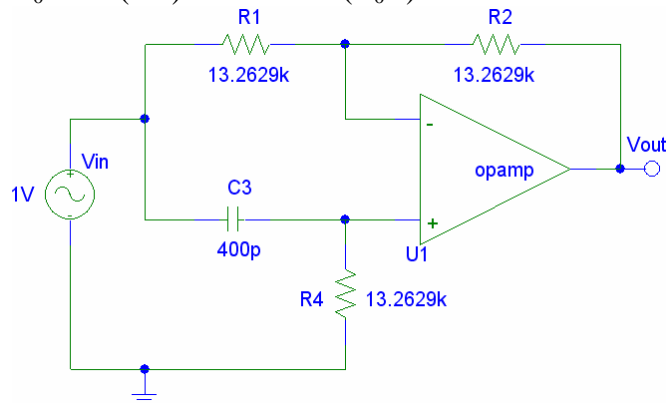 R1
R2
13.2629k
13.2629k
-
Vout
Vin
+
1V
-
C3
opamp
400p
+
U1
R4
13.2629k